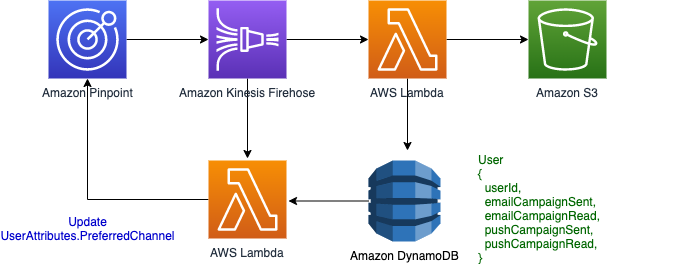 Amazon Pinpoint
Amazon Kinesis Firehose
AWS Lambda
Amazon S3
User
{
userId,
emailCampaignSent,
emailCampaignRead,
pushCampaignSent,
pushCampaignRead,
}
Update
UserAttributes.PreferredChannel
AWS Lambda
Amazon DynamoDB